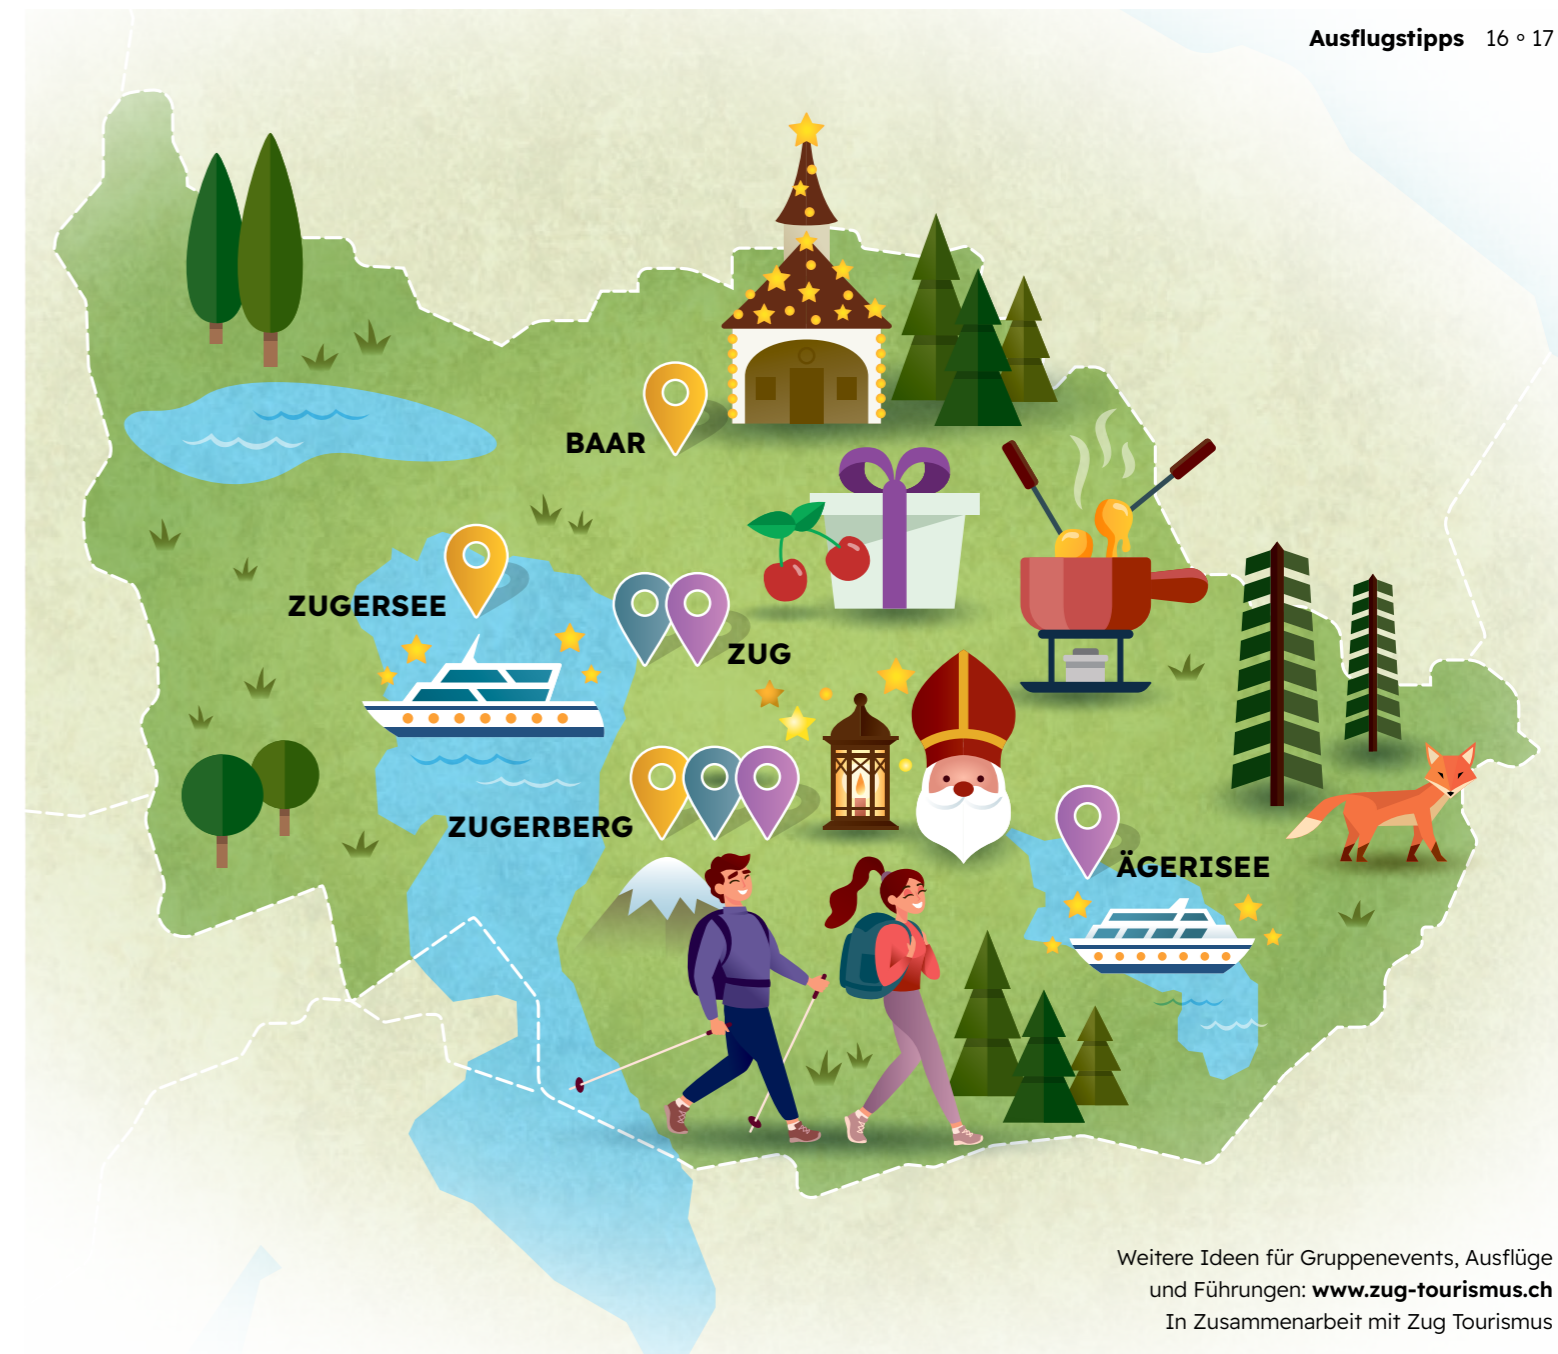 Ausflugstipps 16 ° 17
BAAR
ZUGERSEE
ZUG
ZUGERBERG
ÄGERISEE
Weitere Ideen für Gruppenevents, Ausflüge
und Führungen: www.zug-tourismus.ch
In Zusammenarbeit mit Zug Tourismus